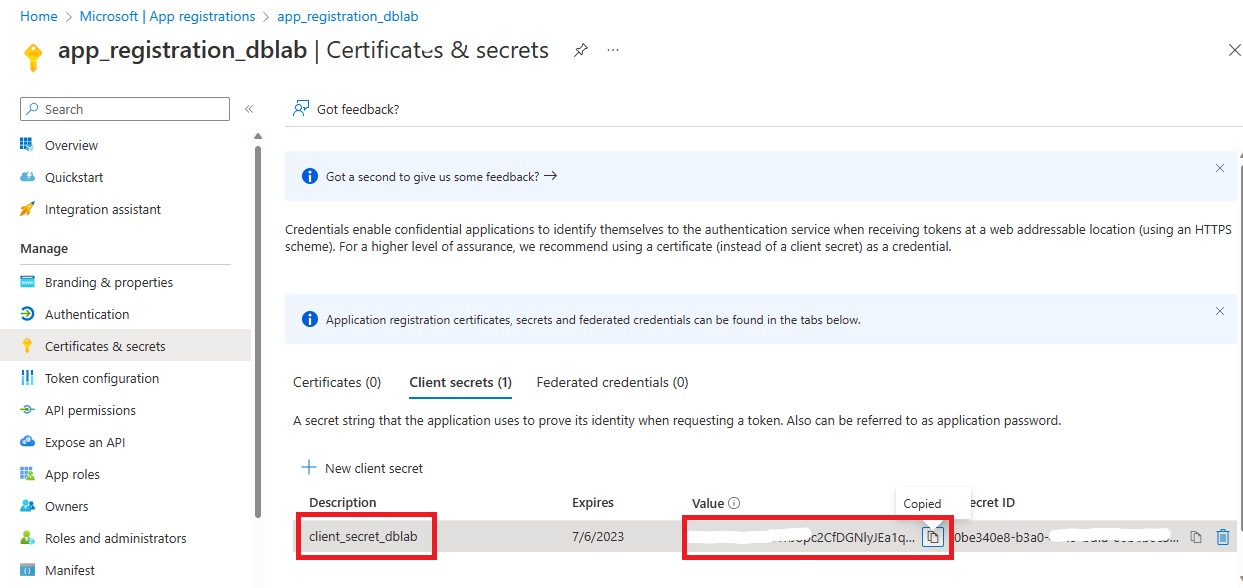 Home > Microsoft | App registrations > app_registration_dblab
app_registration_dblab | Certificates & secrets
Search
Got feedback?
Overview
Quickstart
Integration assistant
Manage
Branding & properties
Authentication
Certificates & secrets
Token configuration
API permissions
Expose an API
App roles
Owners
Roles and administrators
Manifest
Got a second to give us some feedback?
Credentials enable confidential applications to identify themselves to the authentication service when receiving tokens at a web addressable location (using an HTTPS
scheme). For a higher level of assurance, we recommend using a certificate (instead of a client secret) as a credential.
Application registration certificates, secrets and federated credentials can be found in the tabs below.
Certificates (0) Client secrets (1) Federated credentials (0)
A secret string that the application uses to prove its identity when requesting a token. Also can be referred to as application password.
New client secret
Copied
Description Expires Value ID
client_secret_dblab 7/6/2023